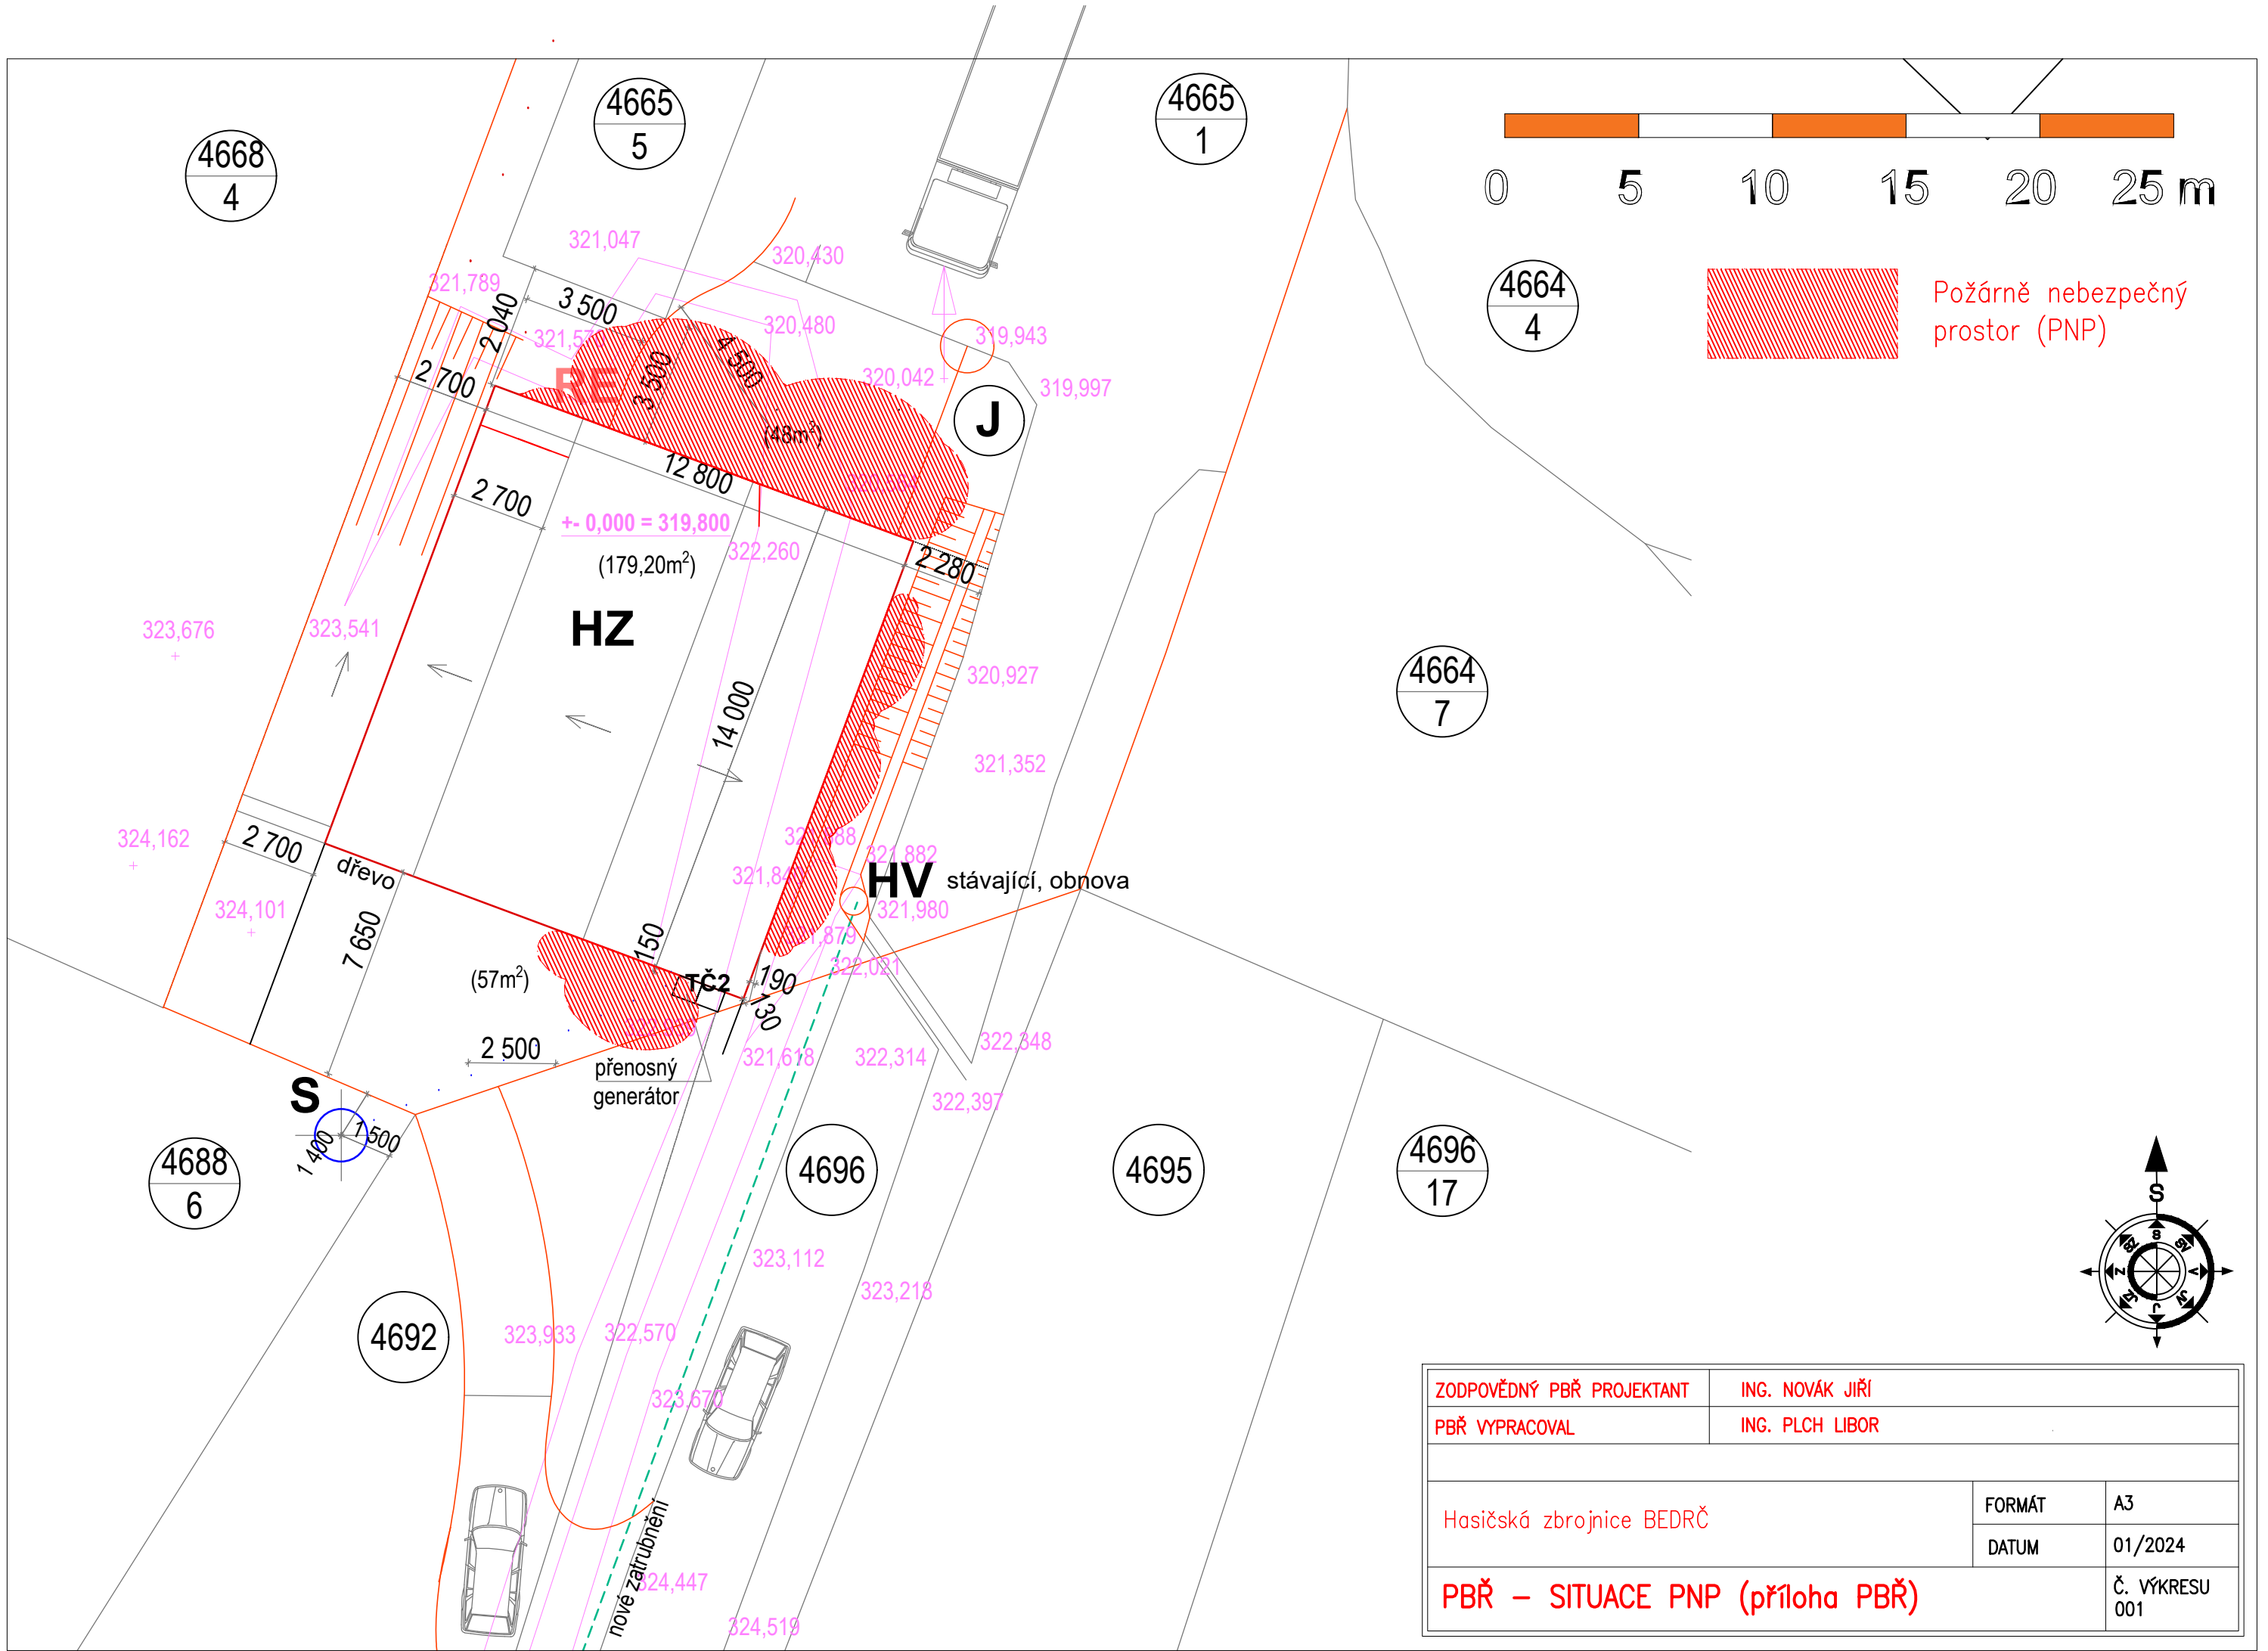 4665
5
4665
1
4668
4
0 5 10 15 20 25 m
4664
4
Požárně nebezpečný
prostor (PNP)
321,047
320,430
321,789
3 500
2 040
320,480
319,943
4 500
3 500
RE
2 700
320,042
319,997
J
(48m²)
12 800
2 700
+- 0,000 = 319,800
322,260
(179,20m²)
2 280
HZ
323,676
323,541
320,927
4664
7
14 000
321,352
324,162
2 700
dřevo
321,882
HV stávající, obnova
324,101
321,980
7 650
150
(57m²)
TČ2
190
322,021
730
2 500
přenosný
generátor
321,618
322,314
322,348
322,397
S
1 400
1 500
4688
6
4696
4695
4696
17
323,112
323,218
4692
323,933
322,570
323,670
nové zatrubnění
324,447
324,519
S
S
SV
V
JV
J
JZ
Z
SZ
ZODPOVĚDNÝ PBŘ PROJEKTANT ING. NOVÁK JIŘÍ
PBŘ VYPRACOVAL ING. PLCH LIBOR
Hasičská zbrojnice BEDRČ
FORMÁT A3
DATUM 01/2024
PBŘ – SITUACE PNP (příloha PBŘ)
Č. VÝKRESU
001